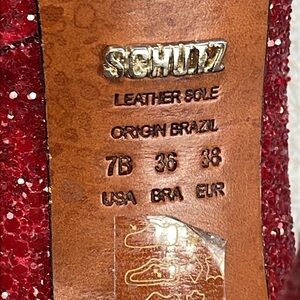 SCHUTZ
LEATHER SOLE
ORIGIN BRAZIL
7B 36 38
USA BRA EUR